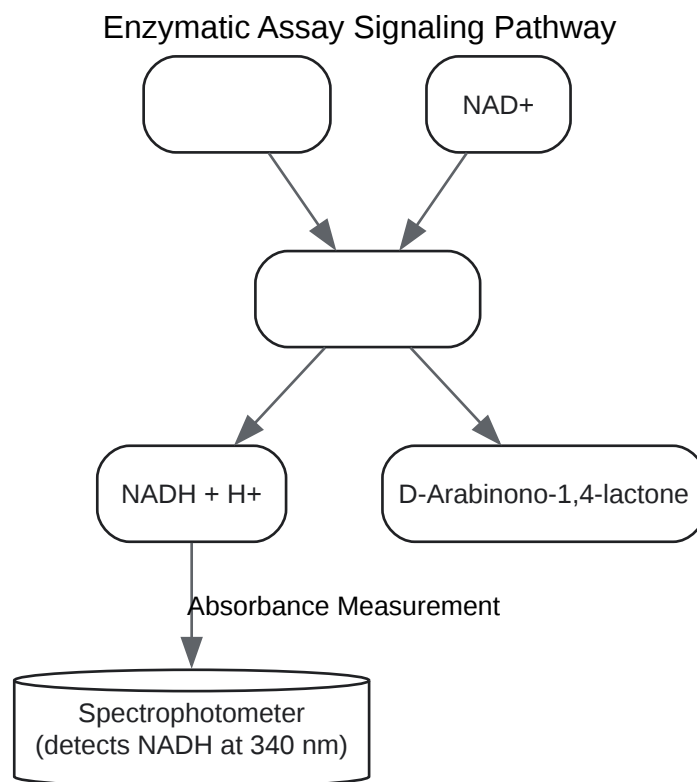 Enzymatic Assay Signaling Pathway
NAD+
NADH + H+
D-Arabinono-1,4-lactone
Absorbance Measurement
Spectrophotometer
(detects NADH at 340 nm)